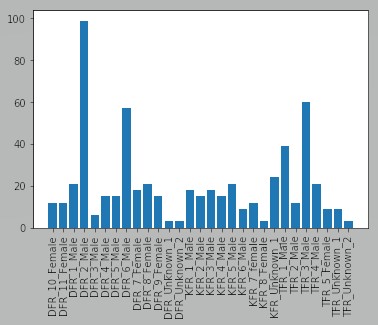 100
80
60
40
20
0
DFR_10_Female
DFR_11_Female
DFR_1_Male
DFR_2_Male
DFR_3_Male
DFR_4_Male
DFR_5_Male
DFR_6_Male
DFR_7_Female
DFR_8_Female
DFR_9_Female
DFR_Unknown_1
DFR_Unknown_2
KFR_1_Male
KFR_2_Male
KFR_3_Male
KFR_4_Male
KFR_5_Male
KFR_6_Male
KFR_7_female
KFR_8_Female
KFR_Unknown_1
TFR_1_Male
TFR_2_Male
TFR_3_Male
TFR_4_Male
TFR_5_Female
TFR_Unknown_1
TFR_Unknown_2